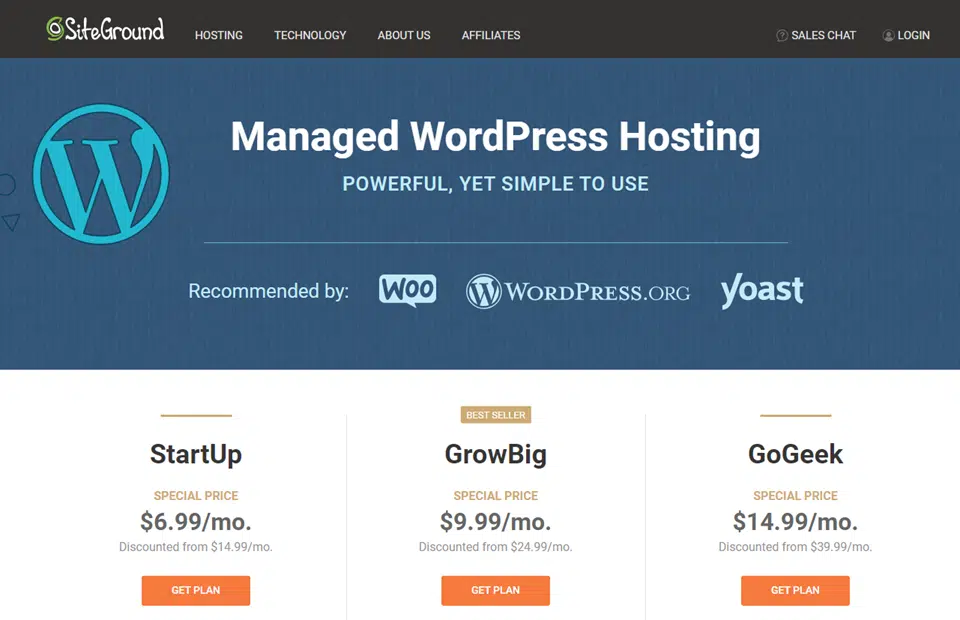 SiteGround HOSTING TECHNOLOGY ABOUT US AFFILIATES SALES CHAT LOGIN
Managed WordPress Hosting
POWERFUL, YET SIMPLE TO USE
Recommended by: WOO WORDPRESS.ORG yoast
BEST SELLER
StartUp GrowBig GoGeek
SPECIAL PRICE SPECIAL PRICE SPECIAL PRICE
$6.99/mo. $9.99/mo. $14.99/mo.
Discounted from $14.99/mo. Discounted from $24.99/mo. Discounted from $39.99/mo.
GET PLAN GET PLAN GET PLAN